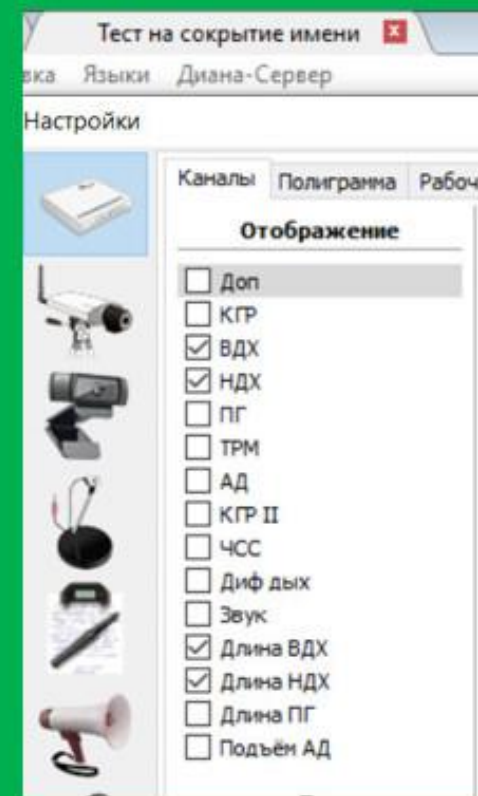 Тест на сокрытие имени
вка Языки Диана-Сервер
Настройки
Каналы Полиграмма Рабоч
Отображение
Доп
КГР
ВДХ
НДХ
ПГ
ТРМ
АД
КГР II
ЧСС
Диф дых
Звук
Длина ВДХ
Длина НДХ
Длина ПГ
Подъём АД